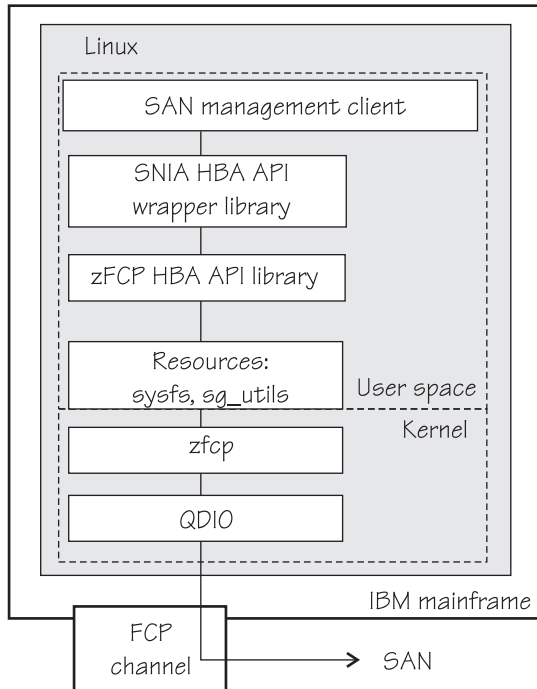 Linux
SAN management client
SNIA HBA API
wrapper library
zFCP HBA API library
Resources:
sysfs, sg_utils
User space
Kernel
zfcp
QDIO
IBM mainframe
FCP
channel
SAN